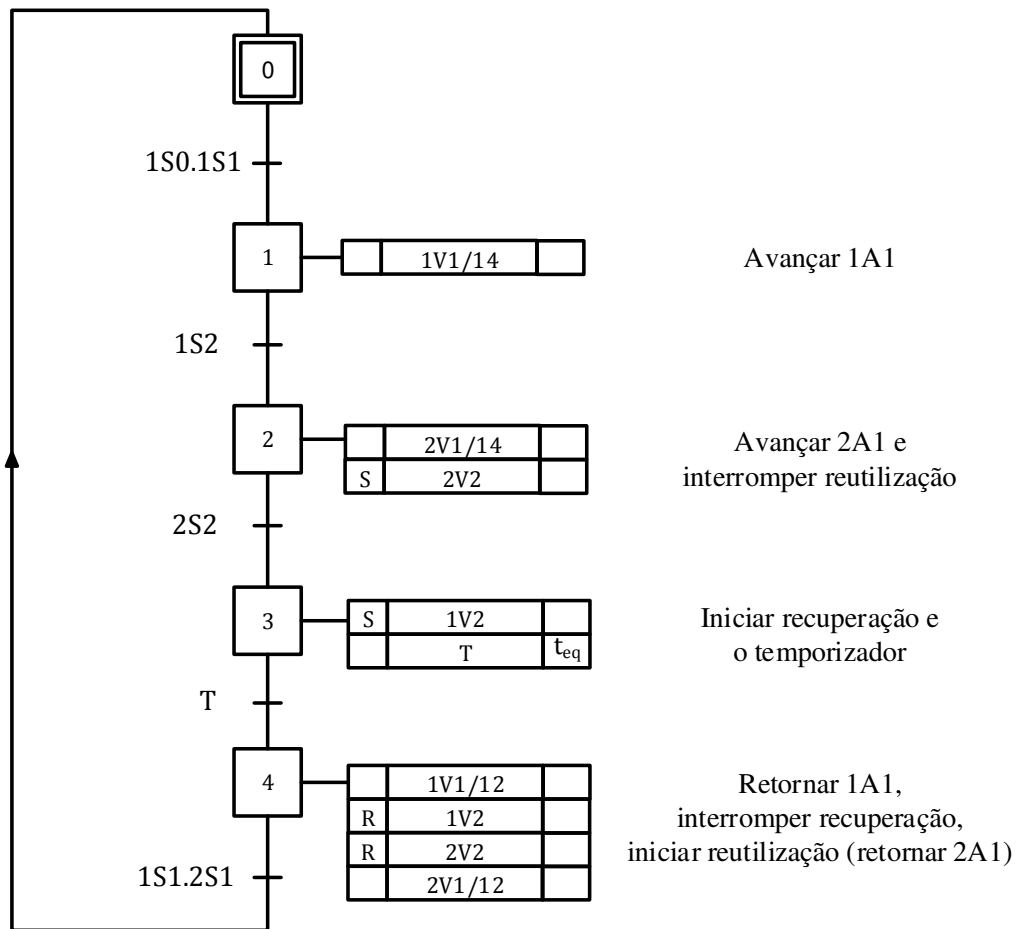 0
1S0.1S1
1
1V1/14
Avançar 1A1
1S2
2
2V1/14
S 2V2
Avançar 2A1 e
interromper reutilização
2S2
3
S 1V2
T teq
Iniciar recuperação e
o temporizador
T
4
1V1/12
R 1V2
R 2V2
2V1/12
Retornar 1A1,
interromper recuperação,
iniciar reutilização (retornar 2A1)
1S1.2S1